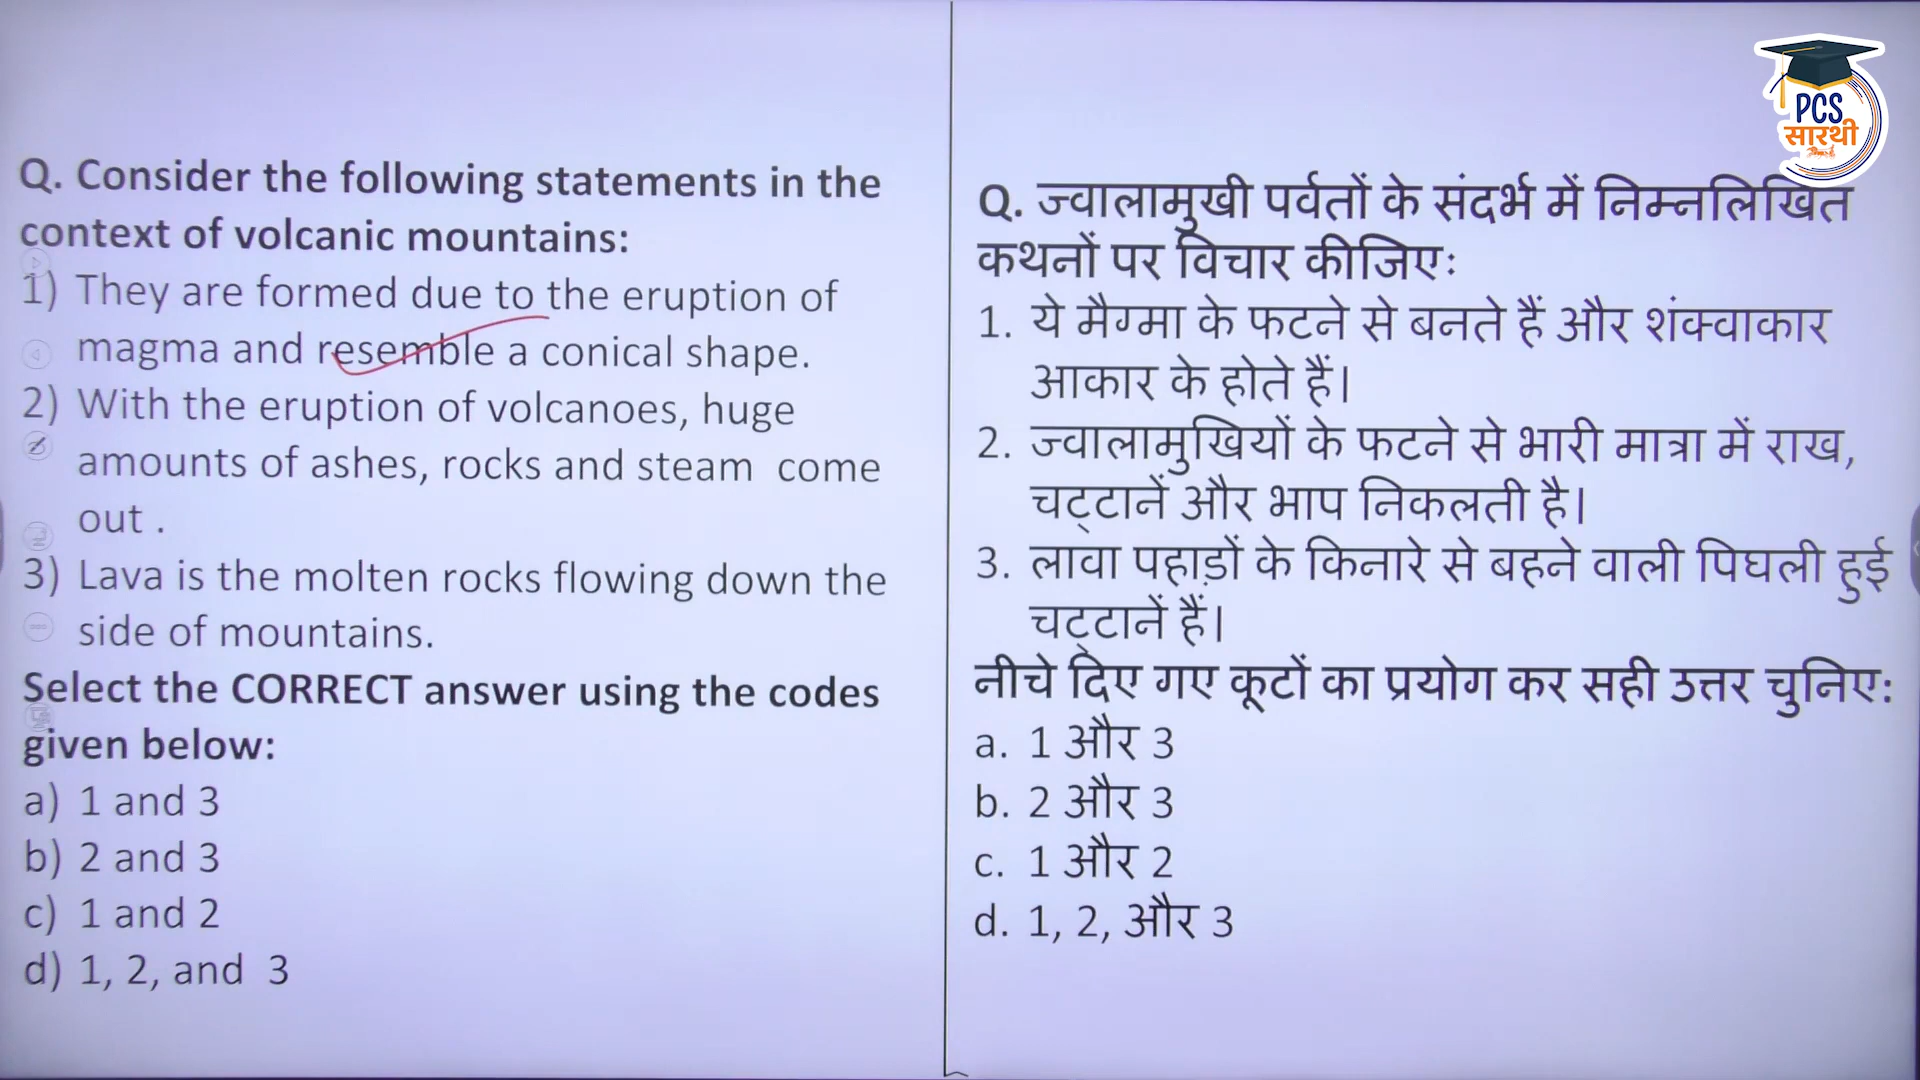 Q. Consider the following statements in the
context of volcanic mountains:
1) They are formed due to the eruption of
magma and resemble a conical shape.
2) With the eruption of volcanoes, huge
amounts of ashes, rocks and steam come
out .
3) Lava is the molten rocks flowing down the
side of mountains.
Select the CORRECT answer using the codes
given below:
a) 1 and 3
b) 2 and 3
c) 1 and 2
d) 1, 2, and 3
PCS
सारथी
Q. ज्वालामुखी पर्वतों के संदर्भ में निम्नलिखित
कथनों पर विचार कीजिए:
1. ये मैग्मा के फटने से बनते हैं और शंक्वाकार
आकार के होते हैं।
2. ज्वालामुखियों के फटने से भारी मात्रा में राख,
चट्टानें और भाप निकलती है।
3. लावा पहाड़ों के किनारे से बहने वाली पिघली हुई
चट्टानें हैं।
नीचे दिए गए कूटों का प्रयोग कर सही उत्तर चुनिए:
a. 1 और 3
b. 2 और 3
c. 1 और 2
d. 1, 2, और 3